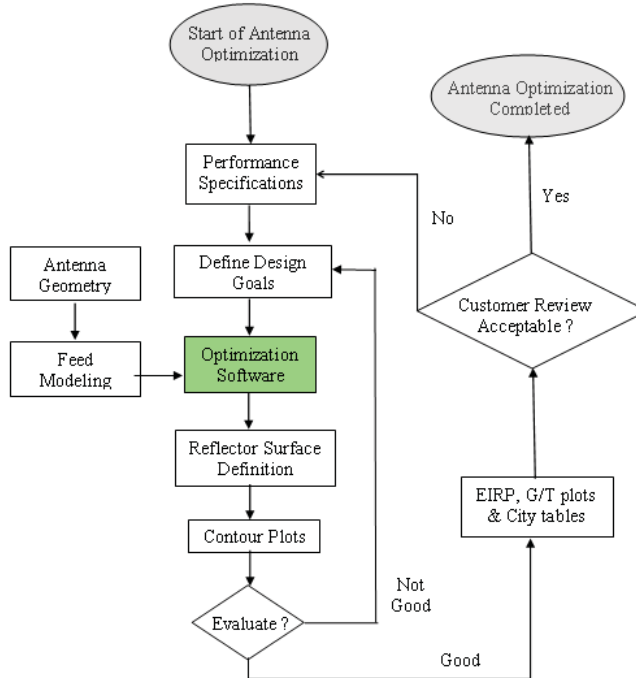 Start of Antenna
Optimization
Performance
Specifications
Define Design
Goals
Antenna
Geometry
Feed
Modeling
Optimization
Software
Reflector Surface
Definition
Contour Plots
Evaluate ?
Not
Good
Good
EIRP, G/T plots
& City tables
Customer Review
Acceptable ?
No
Yes
Antenna Optimization
Completed